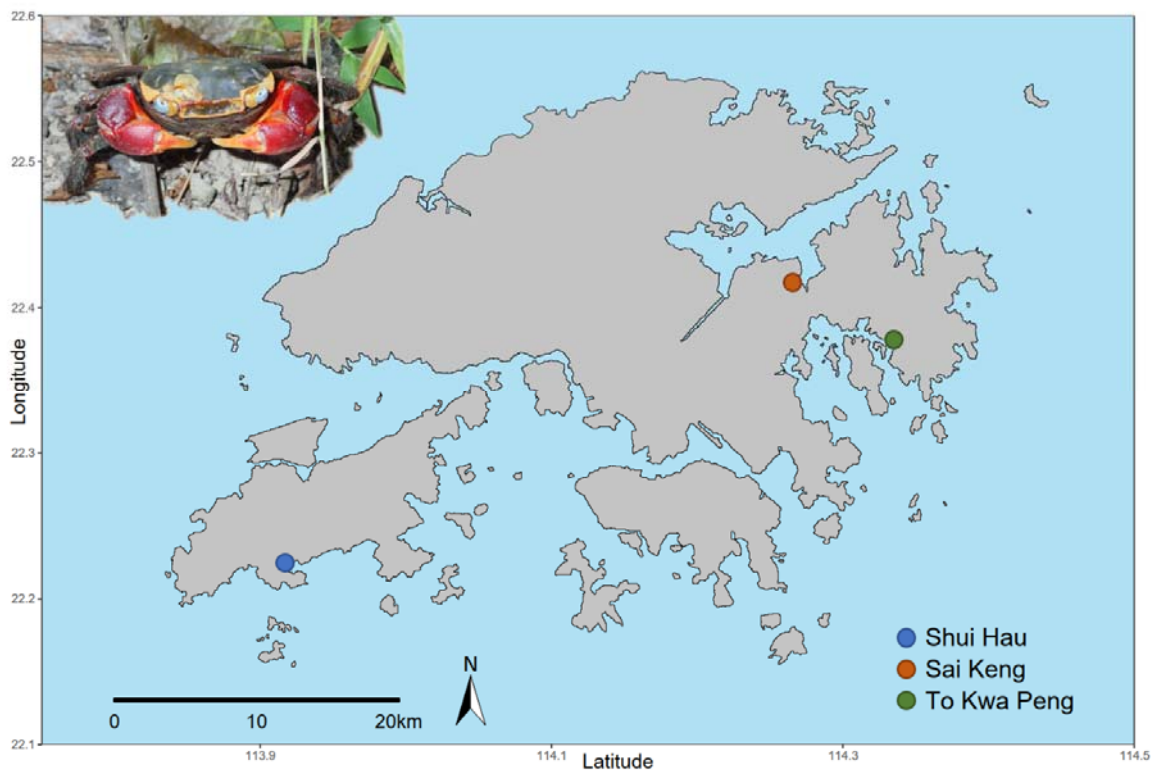 22.6
22.5
22.4
22.3
22.2
22.1
Longitude
Shui Hau
Sai Keng
To Kwa Peng
N
0 10 20km
113.9 114.1 114.3 114.5
Latitude